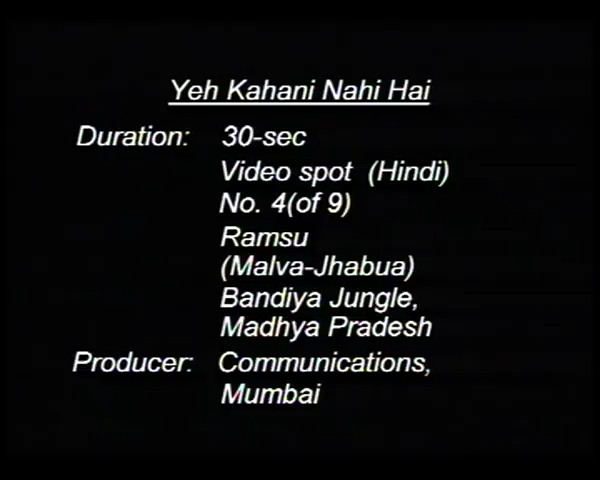 Yeh Kahani Nahi Hai
Duration: 30-sec
Video spot (Hindi)
No. 4(of 9)
Ramsu
(Malva-Jhabua)
Bandiya Jungle,
Madhya Pradesh
Producer: Communications,
Mumbai